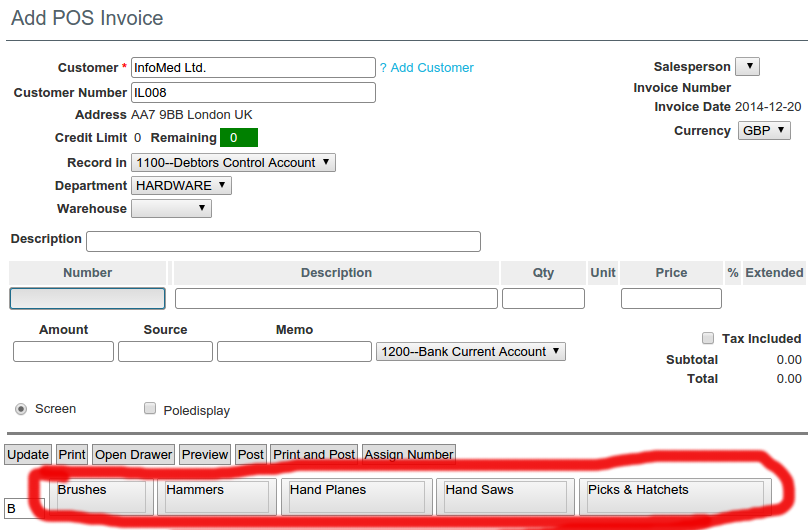 Add POS Invoice
Customer * InfoMed Ltd. ? Add Customer
Salesperson
Customer Number IL008
Invoice Number
Address AA7 9BB London UK
Invoice Date 2014-12-20
Credit Limit 0 Remaining 0
Currency GBP
Record in 1100--Debtors Control Account
Department HARDWARE
Warehouse
Description
Number Description Qty Unit Price % Extended
Amount Source Memo
1200--Bank Current Account
Tax Included
Subtotal 0.00
Total 0.00
Screen Poledisplay
Update Print Open Drawer Preview Post Print and Post Assign Number
B Brushes Hammers Hand Planes Hand Saws Picks & Hatchets